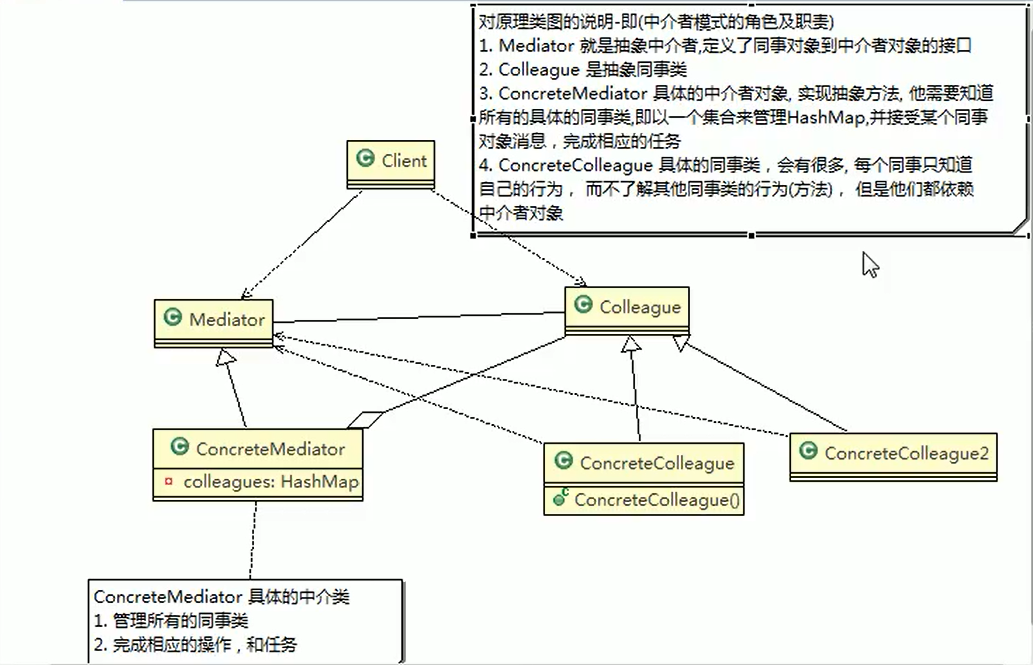 对原理类图的说明-即(中介者模式的角色及职责)
1. Mediator 就是抽象中介者,定义了同事对象到中介者对象的接口
2. Colleague 是抽象同事类
3. ConcreteMediator 具体的中介者对象, 实现抽象方法, 他需要知道
所有的具体的同事类,即以一个集合来管理HashMap,并接受某个同事
对象消息，完成相应的任务
4. ConcreteColleague 具体的同事类，会有很多, 每个同事只知道
自己的行为， 而不了解其他同事类的行为(方法)， 但是他们都依赖
中介者对象
Client
Mediator
Colleague
ConcreteMediator
colleagues: HashMap
ConcreteColleague
ConcreteColleague()
ConcreteColleague2
ConcreteMediator 具体的中介类
1. 管理所有的同事类
2. 完成相应的操作，和任务